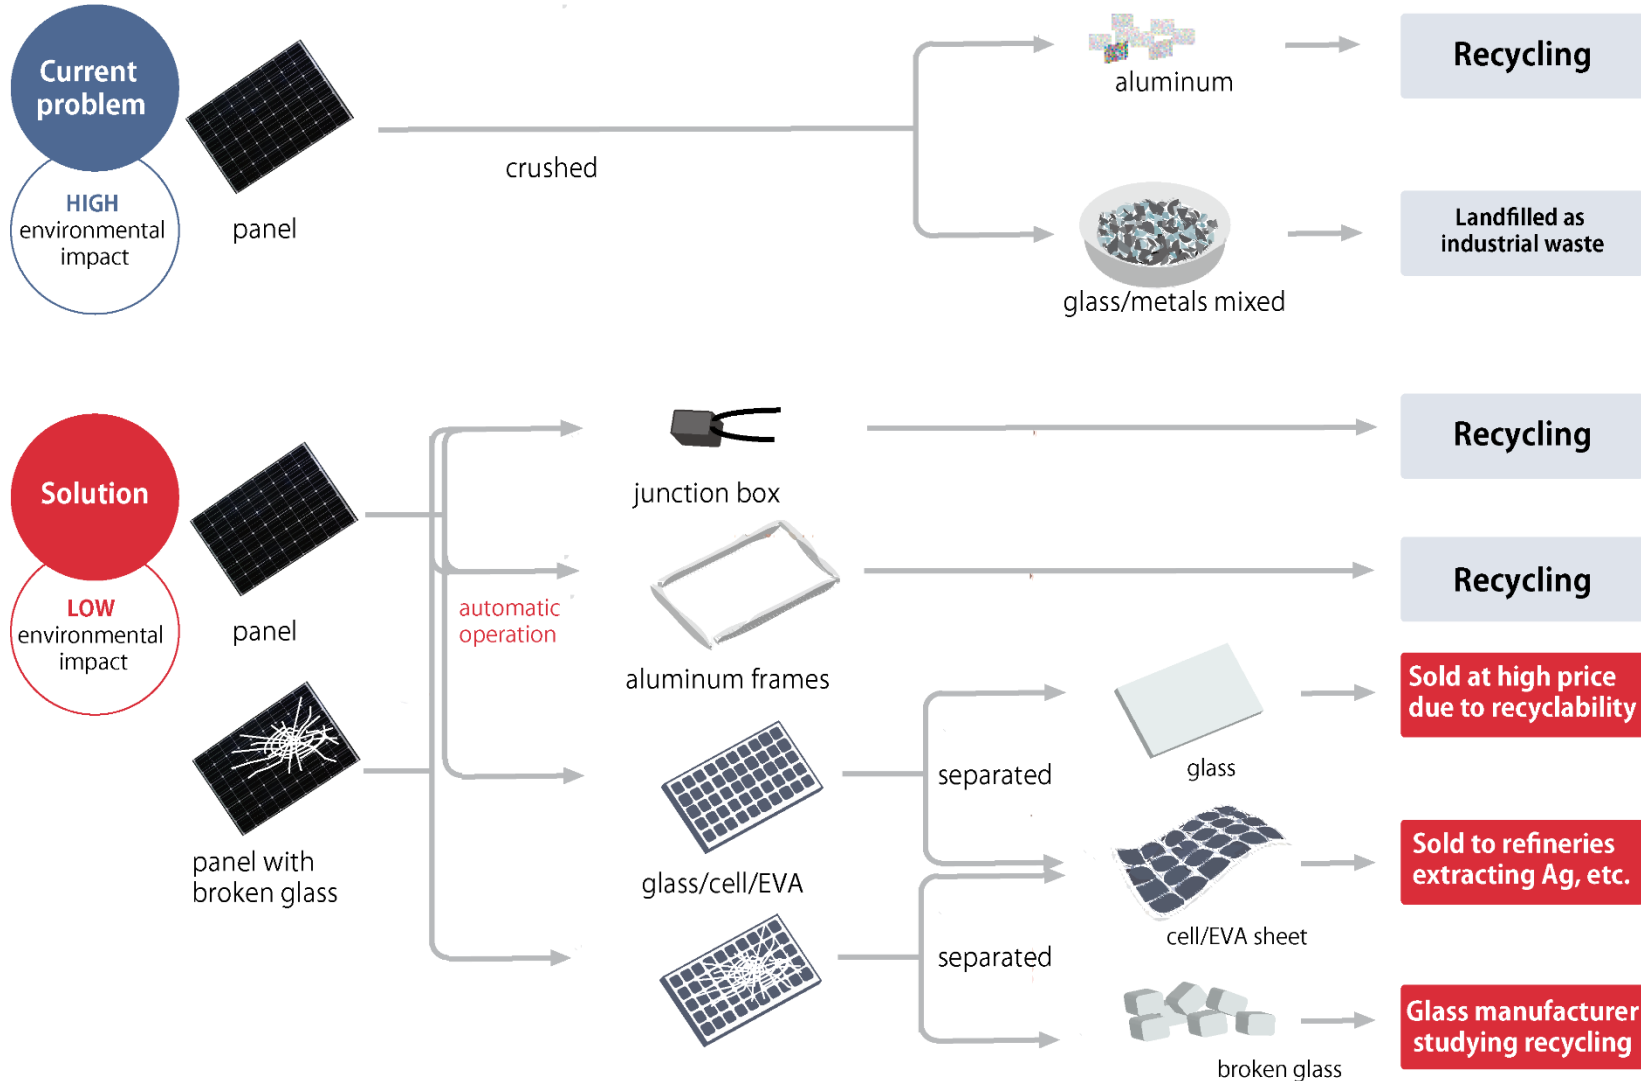 Current
problem
HIGH
environmental
impact
panel
crushed
aluminum
Recycling
glass/metals mixed
Landfilled as
industrial waste
Solution
LOW
environmental
impact
panel
automatic
operation
junction box
Recycling
aluminum frames
Recycling
panel with
broken glass
glass/cell/EVA
separated
glass
Sold at high price
due to recyclability
cell/EVA sheet
Sold to refineries
extracting Ag, etc.
separated
broken glass
Glass manufacturer
studying recycling